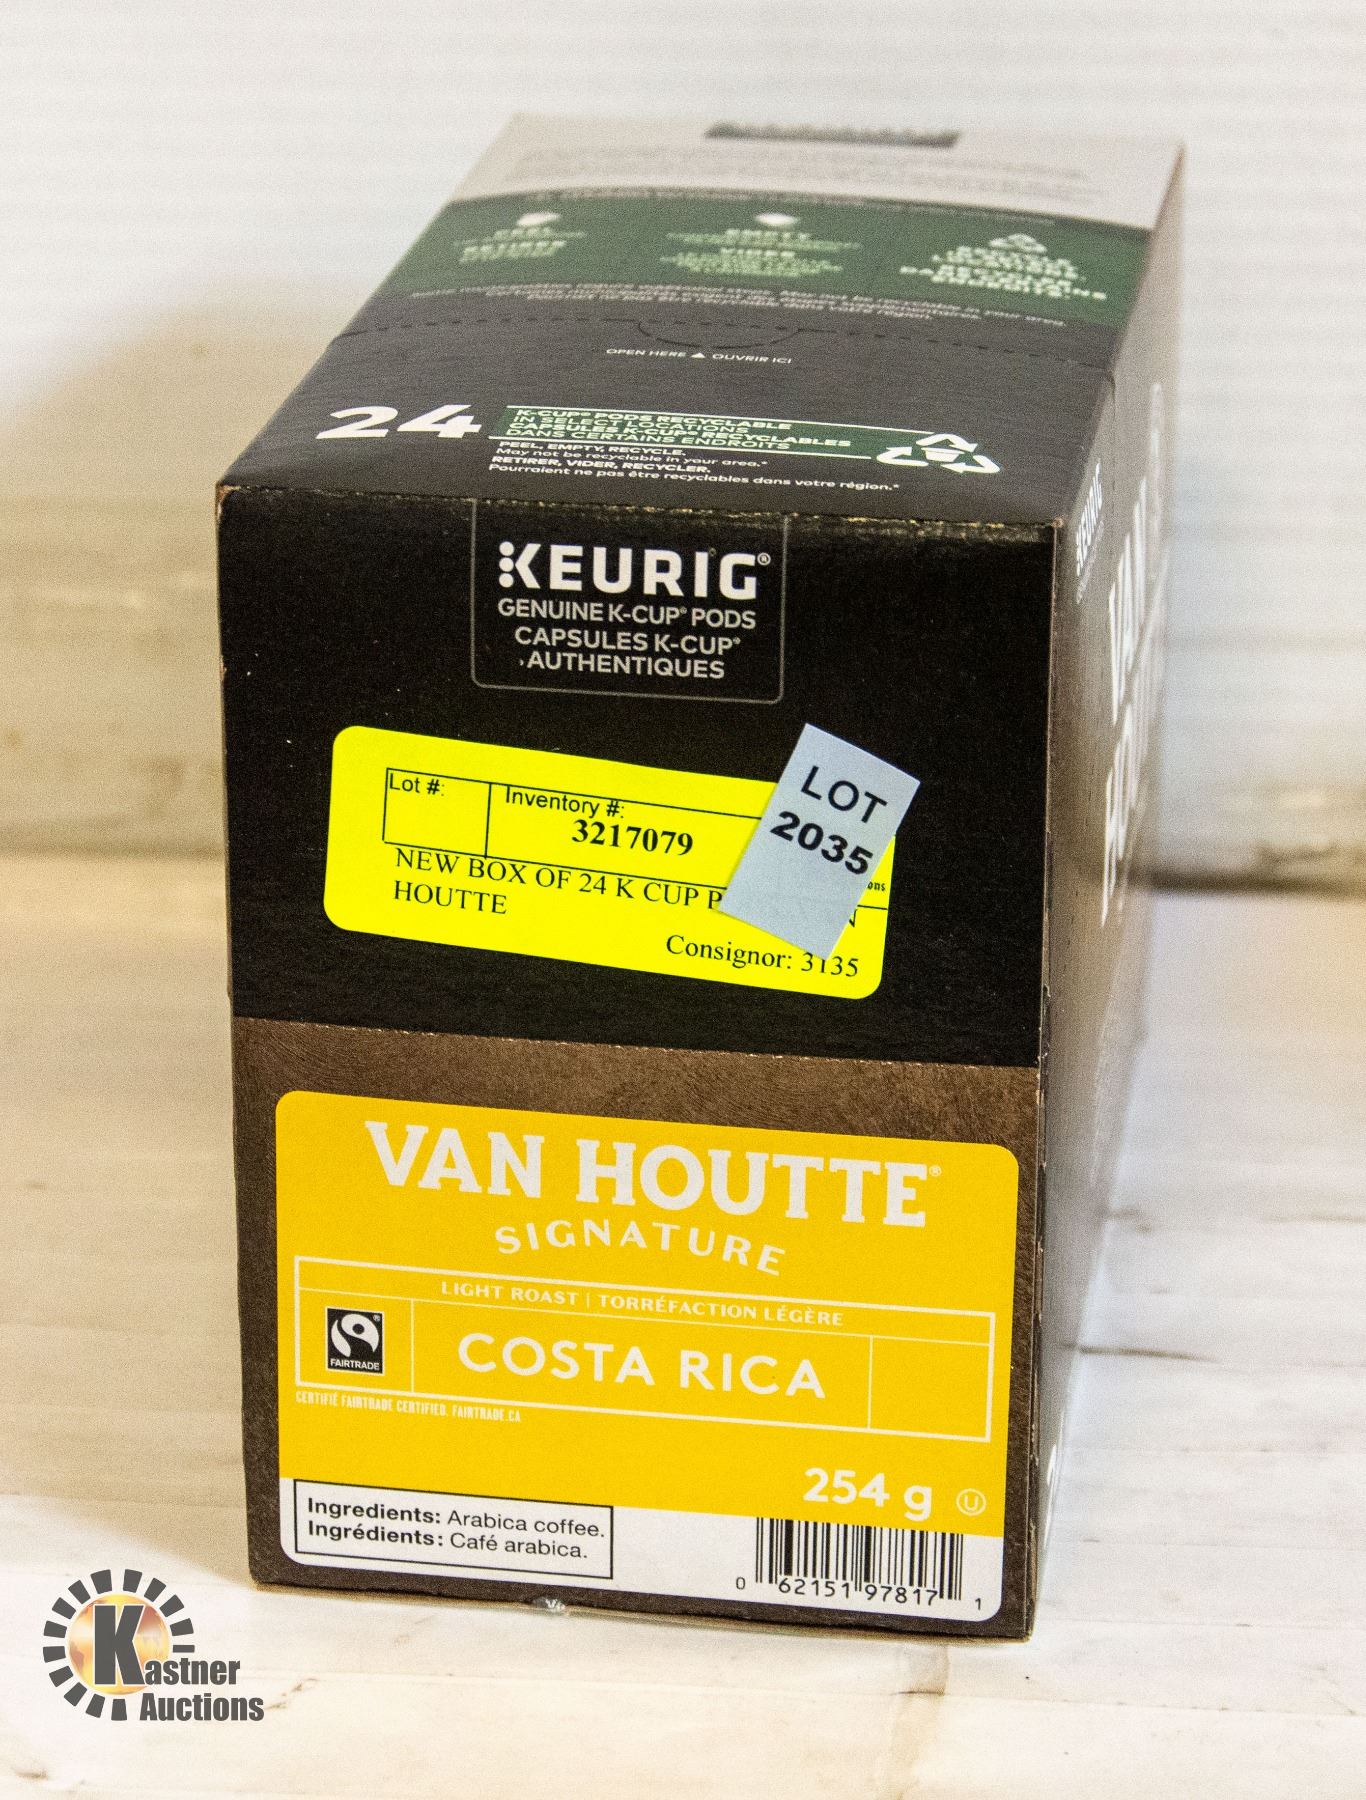 OPEN HERE ▲ OUVRIR ICI
24
K-CUP® PODS RECYCLABLE
IN SELECT LOCATIONS
CAPSULES K-CUP® RECYCLABLES
DANS CERTAINS ENDROITS
PEEL, EMPTY, RECYCLE.
May not be recyclable in your area.*
RETIRER, VIDER, RECYCLER.
Pourraient ne pas être recyclables dans votre région.*
KEURIG®
GENUINE K-CUP® PODS
CAPSULES K-CUP®
AUTHENTIQUES
Lot #:
Inventory #:
3217079
LOT
2035
NEW BOX OF 24 K CUP
HOUTTE
Consignor: 3135
VAN HOUTTE®
SIGNATURE
LIGHT ROAST | TORRÉFACTION LÉGÈRE
FAIRTRADE
COSTA RICA
CERTIFIÉ FAIRTRADE CERTIFIED. FAIRTRADE.CA
254 g
U
Ingredients: Arabica coffee.
Ingrédients: Café arabica.
0 62151 97817 1
KEURIG
Kastner
Auctions